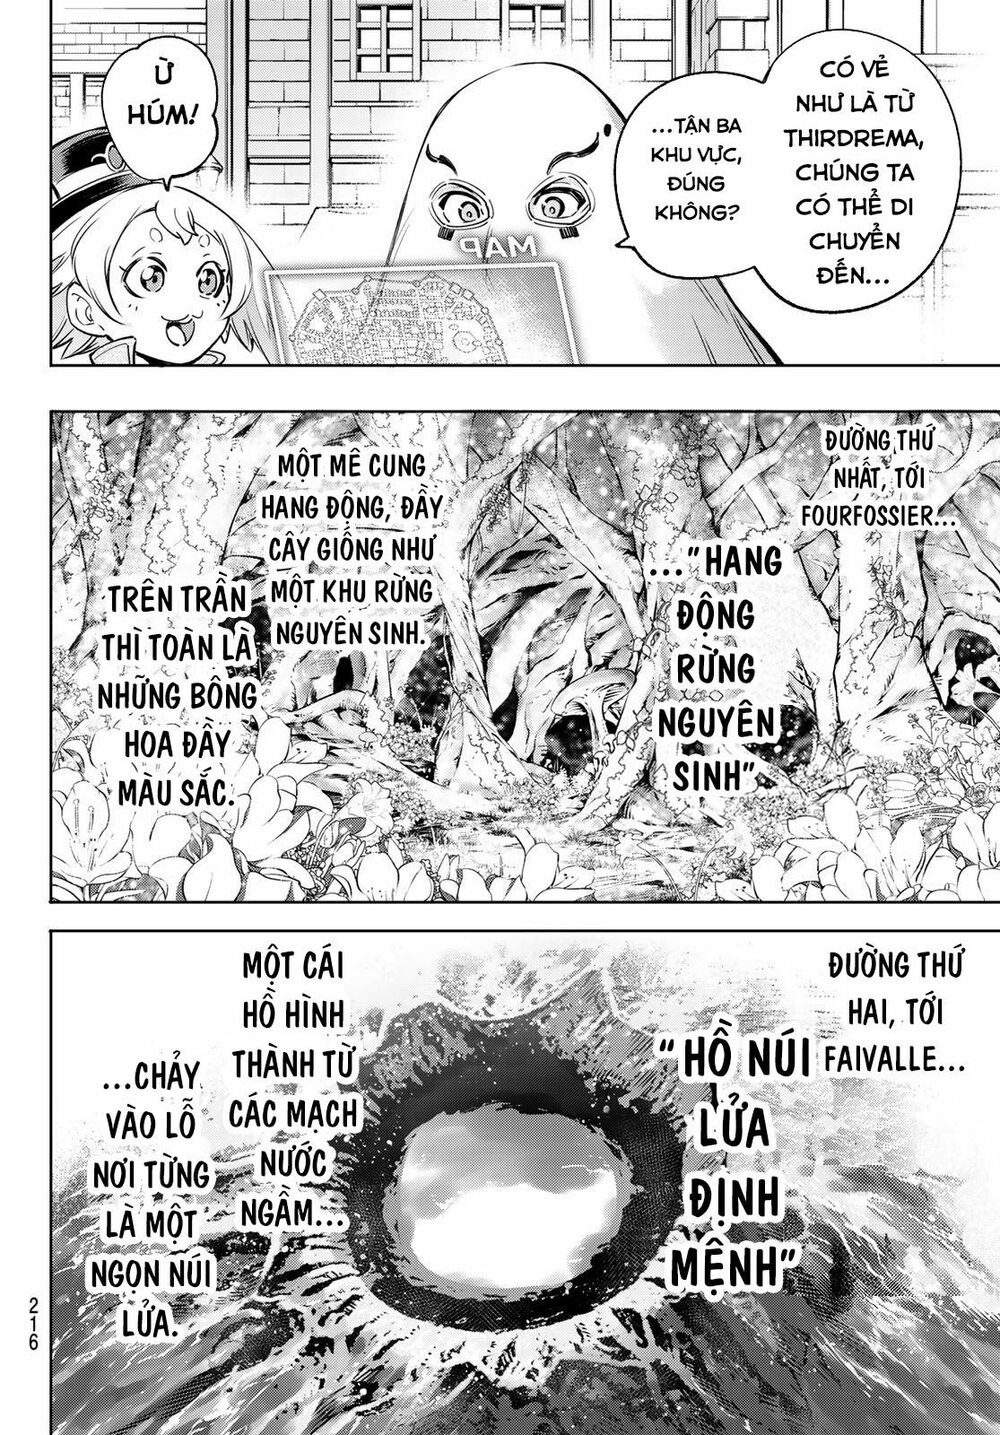 CÓ VẺ
NHƯ LÀ TỪ
THIRDREMA,
CHÚNG TA
CÓ THỂ DI
CHUYỂN
ĐẾN...
...TẬN BA
KHU VỰC,
ĐÚNG
KHÔNG?
Ừ
HÚM!
MAP
ĐƯỜNG THỨ
NHẤT, TỚI
FOURFOSSIER...
..."HANG
ĐỘNG
RỪNG
NGUYÊN
SINH"
MỘT MÊ CUNG
HANG ĐỘNG, ĐẦY
CÂY GIỐNG NHƯ
MỘT KHU RỪNG
NGUYÊN SINH.
TRÊN TRẦN
THÌ TOÀN LÀ
NHỮNG BÔNG
HOA ĐẦY
MÀU SẮC.
ĐƯỜNG THỨ
HAI, TỚI
FAIVALLE...
"HỒ NÚI
LỬA
ĐỊNH
MỆNH"
MỘT CÁI
HỒ HÌNH
THÀNH TỪ
CÁC MẠCH
NƯỚC
NGẦM...
...CHẢY
VÀO LỖ
NƠI TỪNG
LÀ MỘT
NGỌN NÚI
LỬA.
216